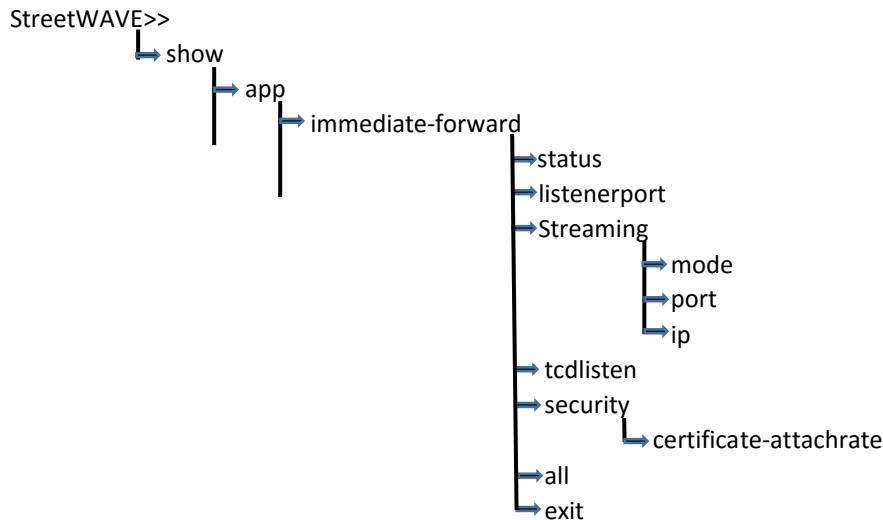 StreetWAVE>>
show
app
immediate-forward
status
listenerport
Streaming
mode
port
ip
tcdlisten
security
certificate-attachrate
all
exit